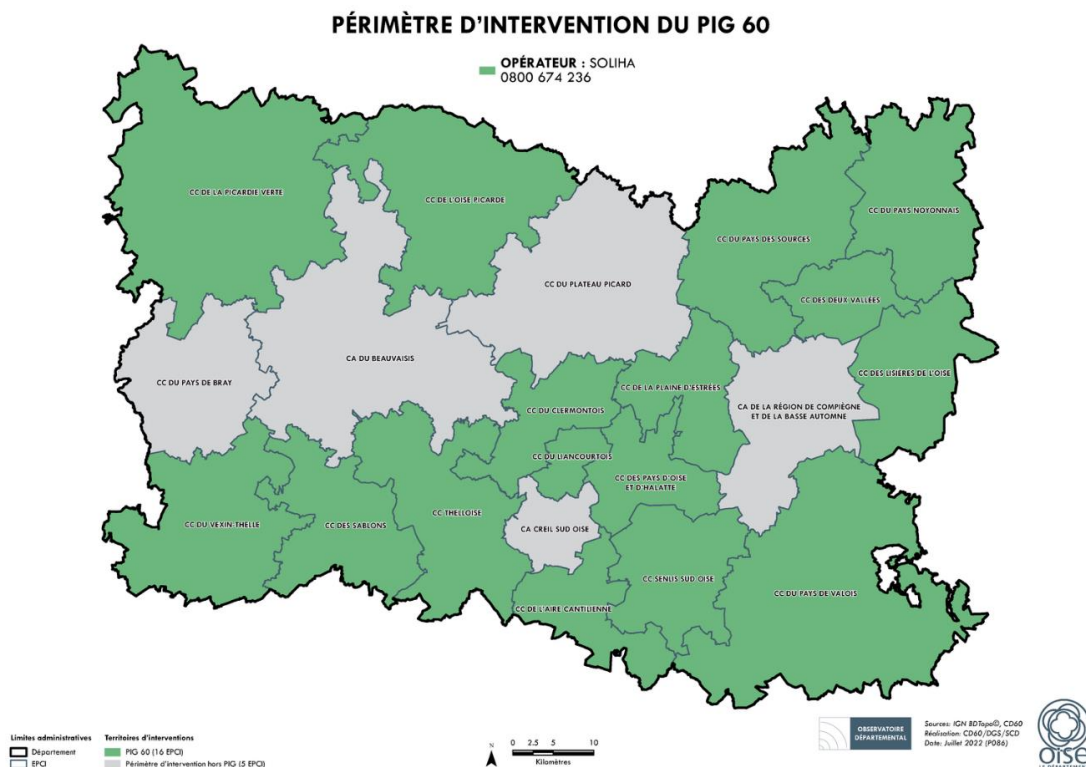 PÉRIMÈTRE D'INTERVENTION DU PIG 60
OPÉRATEUR : SOLIHA
0800 674 236
CC DE LA PICARDIE VERTE
CC DE L'OISE PICARDE
CC DU PAYS NOYONNAIS
CC DU PAYS DES SOURCES
CC DU PLATEAU PICARD
CC DES DEUX VALLÉES
CA DU BEAUVAISIS
CC DU PAYS DE BRAY
CC DE LA PLAINE D'ESTRÉES
CC DES LISIÈRES DE L'OISE
CA DE LA RÉGION DE COMPIÈGNE
ET DE LA BASSE AUTOMNE
CC DU CLERMONTOIS
CC DU LIANCOURTOIS
CC DES PAYS D'OISE
ET D'HALATTE
CC DU VEXIN-THELLE
CC DES SABLONS
CC THELLOISE
CA CREIL SUD OISE
CC SENLIS SUD OISE
CC DU PAYS DE VALOIS
CC DE L'AIRE CANTILIENNE
Limites administratives
Département
EPCI
Territoires d'interventions
PIG 60 (16 EPCI)
Périmètre d'intervention hors PIG (5 EPCI)
N
0 2.5 5 10
Kilomètres
OBSERVATOIRE
DÉPARTEMENTAL
Sources: IGN BDTopo©, CD60
Réalisation: CD60/DGS/SCD
Date: Juillet 2022 (P086)
OISE
LE DÉPARTEMENT